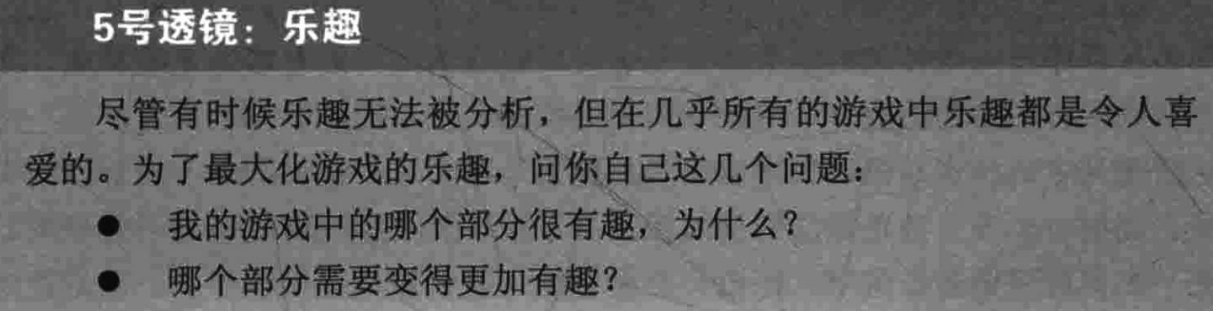 5号透镜：乐趣
尽管有时候乐趣无法被分析，但在几乎所有的游戏中乐趣都是令人喜
爱的。为了最大化游戏的乐趣，问你自己这几个问题：
● 我的游戏中的哪个部分很有趣，为什么？
● 哪个部分需要变得更加有趣？